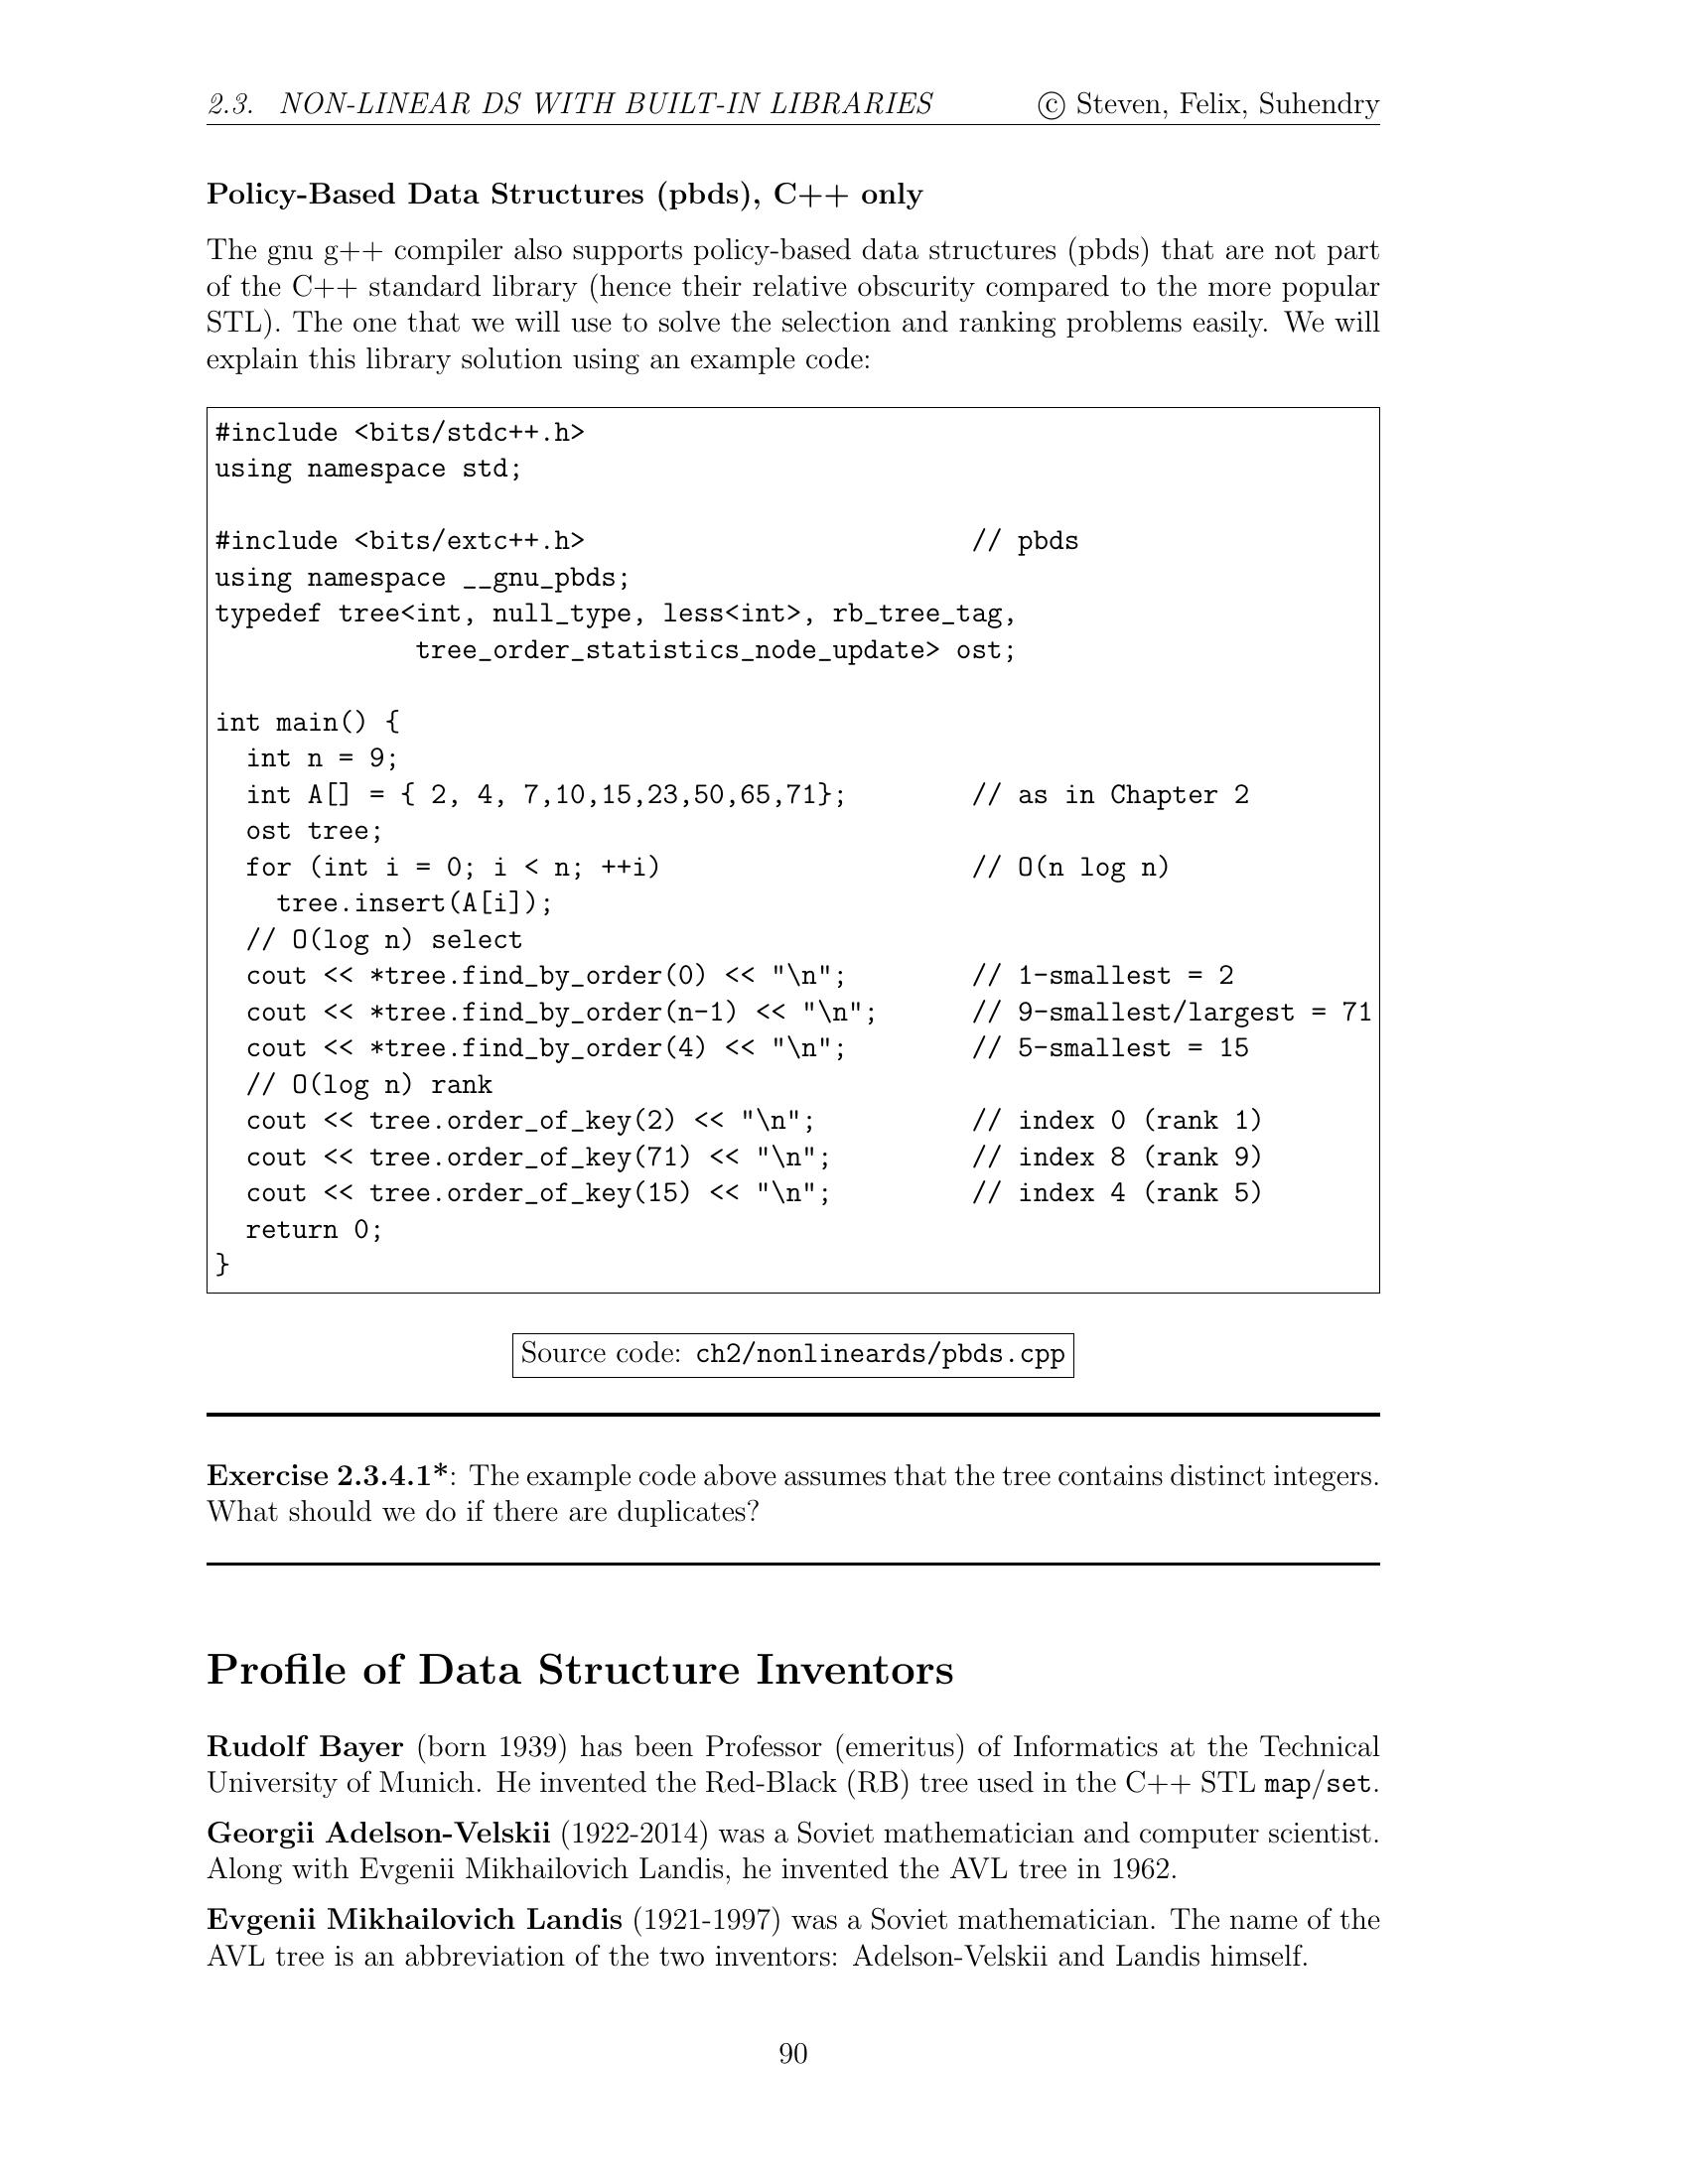 2.3. NON-LINEAR DS WITH BUILT-IN LIBRARIES © Steven, Felix, Suhendry
Policy-Based Data Structures (pbds), C++ only
The gnu g++ compiler also supports policy-based data structures (pbds) that are not part
of the C++ standard library (hence their relative obscurity compared to the more popular
STL). The one that we will use to solve the selection and ranking problems easily. We will
explain this library solution using an example code:
#include <bits/stdc++.h>
using namespace std;
#include <bits/extc++.h>                         // pbds
using namespace __gnu_pbds;
typedef tree<int, null_type, less<int>, rb_tree_tag,
             tree_order_statistics_node_update> ost;
int main() {
  int n = 9;
  int A[] = { 2, 4, 7,10,15,23,50,65,71};        // as in Chapter 2
  ost tree;
  for (int i = 0; i < n; ++i)                    // O(n log n)
    tree.insert(A[i]);
  // O(log n) select
  cout << *tree.find_by_order(0) << "\n";        // 1-smallest = 2
  cout << *tree.find_by_order(n-1) << "\n";      // 9-smallest/largest = 71
  cout << *tree.find_by_order(4) << "\n";        // 5-smallest = 15
  // O(log n) rank
  cout << tree.order_of_key(2) << "\n";          // index 0 (rank 1)
  cout << tree.order_of_key(71) << "\n";         // index 8 (rank 9)
  cout << tree.order_of_key(15) << "\n";         // index 4 (rank 5)
  return 0;
}
Source code: ch2/nonlineards/pbds.cpp
Exercise 2.3.4.1*: The example code above assumes that the tree contains distinct integers.
What should we do if there are duplicates?
Profile of Data Structure Inventors
Rudolf Bayer (born 1939) has been Professor (emeritus) of Informatics at the Technical
University of Munich. He invented the Red-Black (RB) tree used in the C++ STL map/set.
Georgii Adelson-Velskii (1922-2014) was a Soviet mathematician and computer scientist.
Along with Evgenii Mikhailovich Landis, he invented the AVL tree in 1962.
Evgenii Mikhailovich Landis (1921-1997) was a Soviet mathematician. The name of the
AVL tree is an abbreviation of the two inventors: Adelson-Velskii and Landis himself.
90